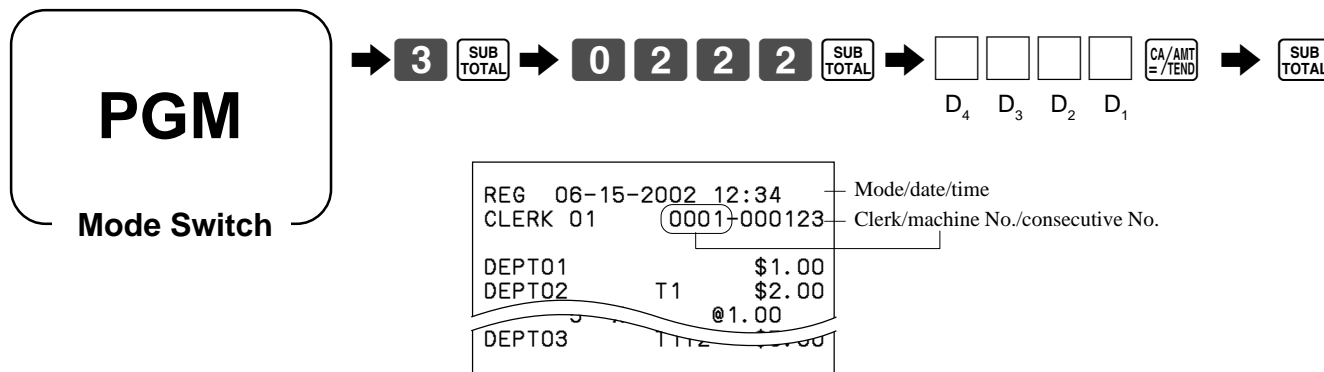 PGM
Mode Switch
3 SUB TOTAL 0 2 2 2 SUB TOTAL CA/AMT = /TEND SUB TOTAL
D4 D3 D2 D1
REG 06-15-2002 12:34 Mode/date/time
CLERK 01 0001-000123 Clerk/machine No./consecutive No.
DEPT01 $1.00
DEPT02 T1 $2.00
@1.00
DEPT03